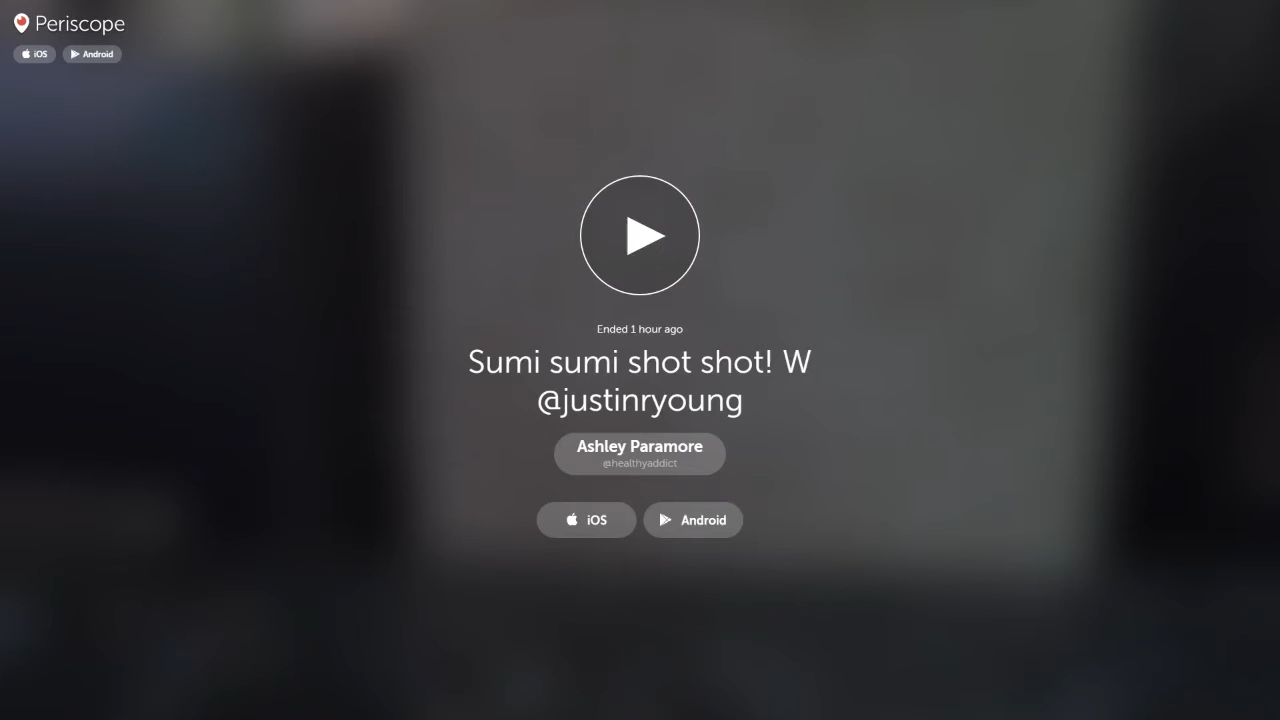 Periscope
iOS
Android
Ended 1 hour ago
Sumi sumi shot shot! W
@justinryoung
Ashley Paramore
@healthyaddict
iOS
Android